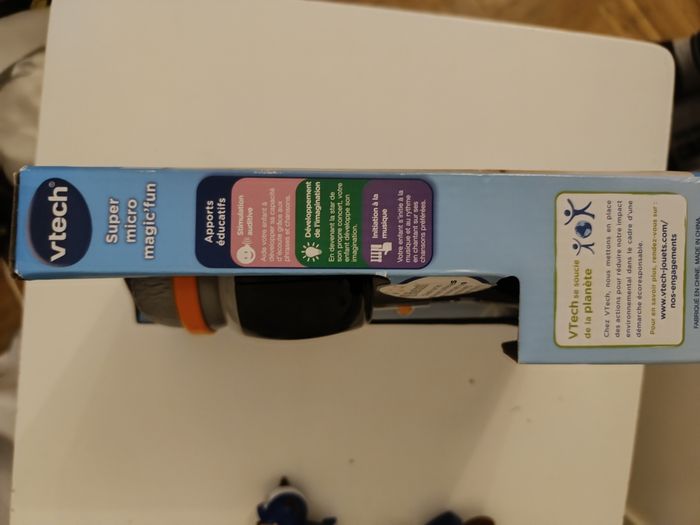 vtech®
Super
micro
magic'fun
Apports
éducatifs
Stimulation
auditive
Aide votre enfant à
développer sa capacité
d'écoute grâce aux
phrases et chansons.
Développement
de l'imagination
En devenant la star de
son propre concert, votre
enfant développe son
imagination.
Initiation à la
musique
Votre enfant s'initie à la
musique et au rythme
en chantant sur ses
chansons préférées.
VTech se soucie
de la planète
Chez VTech, nous mettons en place
des actions pour réduire notre impact
environnemental dans le cadre d'une
démarche écoresponsable.
Pour en savoir plus, rendez-vous sur :
www.vtech-jouets.com/
nos-engagements
FABRIQUÉ EN CHINE. MADE IN CHINA.